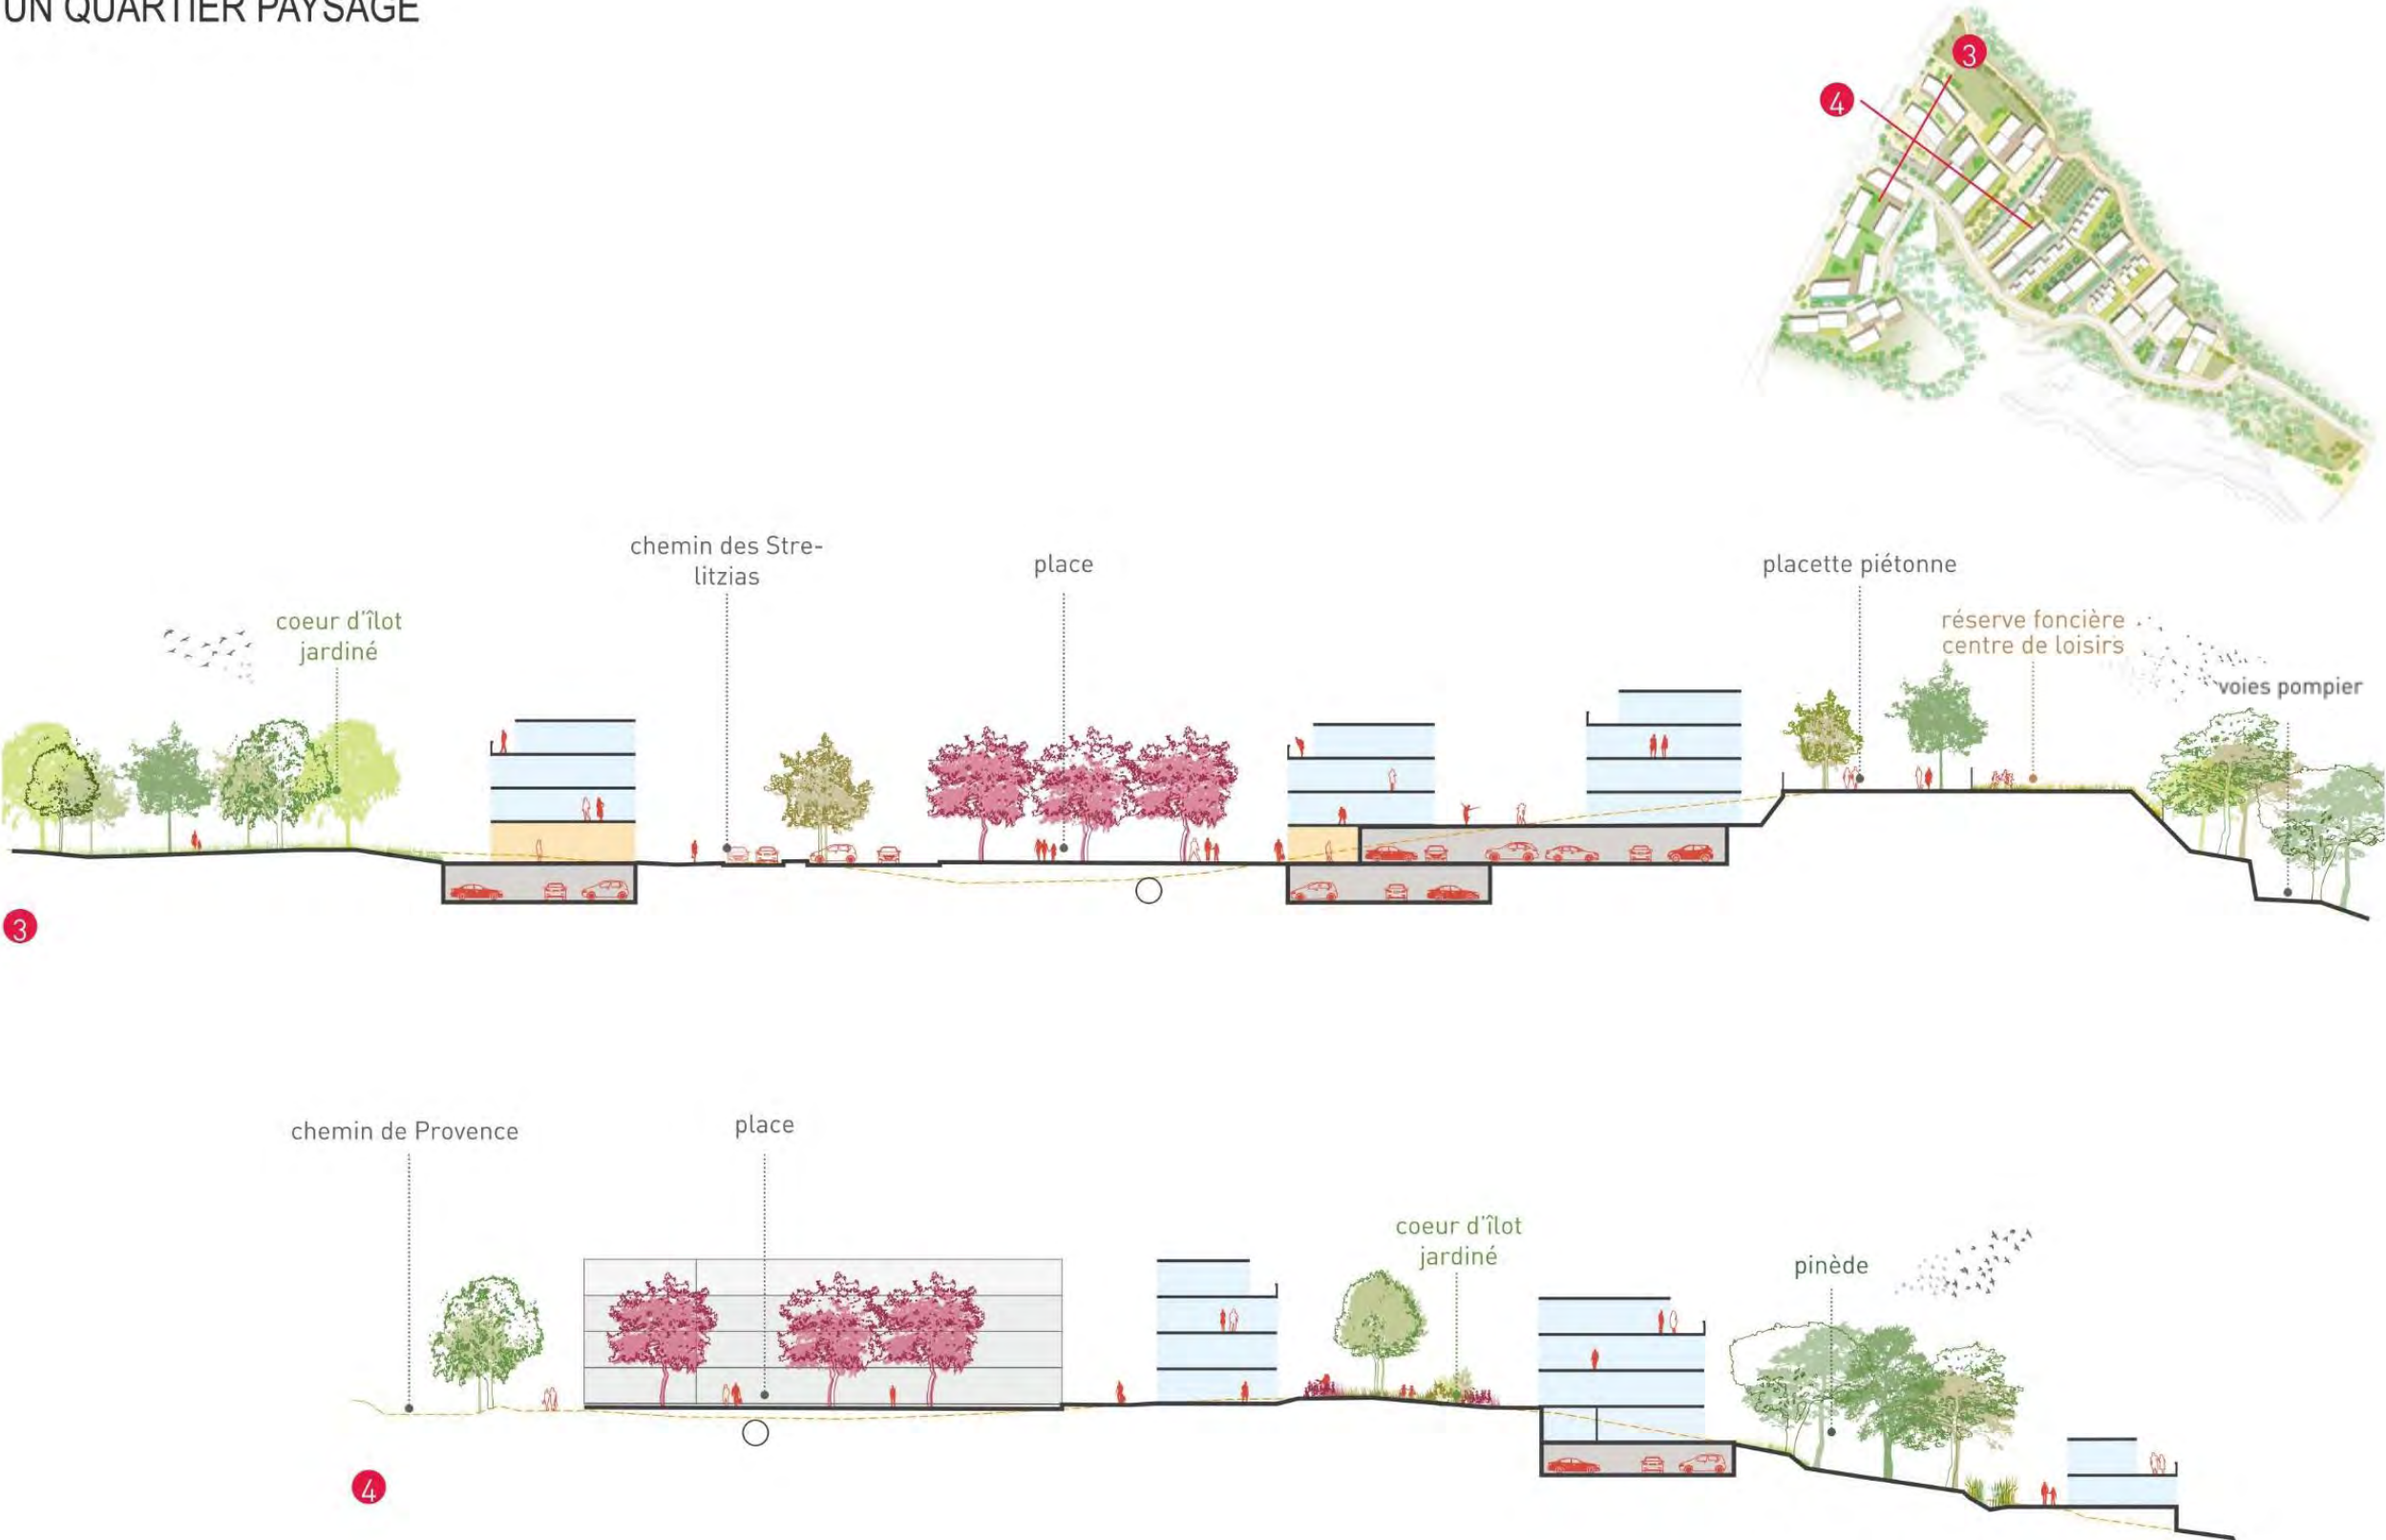 UN QUARTIER PAYSAGE
3
4
chemin des Stre-
litzias
place
placette piétonne
coeur d'îlot
jardiné
réserve foncière
centre de loisirs
voies pompier
3
chemin de Provence
place
coeur d'îlot
jardiné
pinède
4